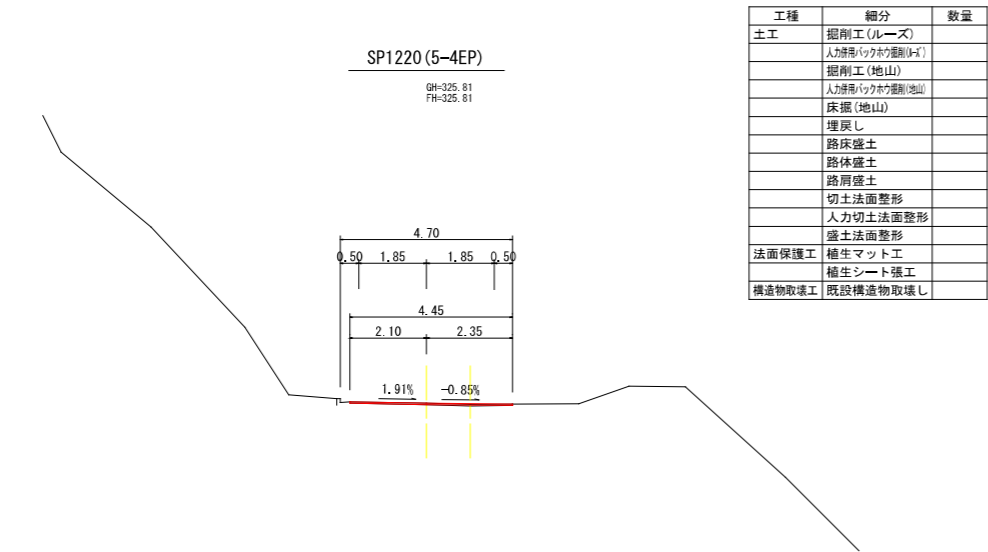 SP1220(5-4EP)
GH=325.81
FH=325.81
4.70
0.50 1.85 1.85 0.50
4.45
2.10 2.35
1.91% -0.85%
工種 細分 数量
土工 掘削工(ルーズ)
人力併用バックホウ掘削(ルーズ)
掘削工(地山)
人力併用バックホウ掘削(地山)
床掘(地山)
埋戻し
路床盛土
路体盛土
路肩盛土
切土法面整形
人力切土法面整形
盛土法面整形
法面保護工 植生マット工
植生シート張工
構造物取壊工 既設構造物取壊し